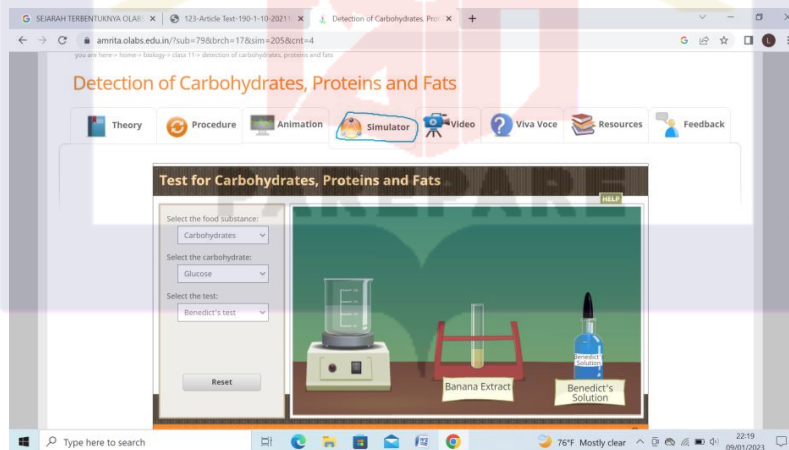 SEJARAH TERBENTUKNYA OLABS
123-Article Text-190-1-10-2021
Detection of Carbohydrates, Prot
amrita.olabs.edu.in/?sub=79&brch=17&sim=205&cnt=4
you are here » home » biology » class 11 » detection of carbohydrates, proteins and fats
Detection of Carbohydrates, Proteins and Fats
Theory
Procedure
Animation
Simulator
Video
Viva Voce
Resources
Feedback
Test for Carbohydrates, Proteins and Fats
HELP
Select the food substance:
Carbohydrates
Select the carbohydrate:
Glucose
Select the test:
Benedict's test
Reset
Benedict's
Solution
Banana Extract
Benedict's
Solution
PAREPARE
Type here to search
76°F Mostly clear
22:19
09/01/2023